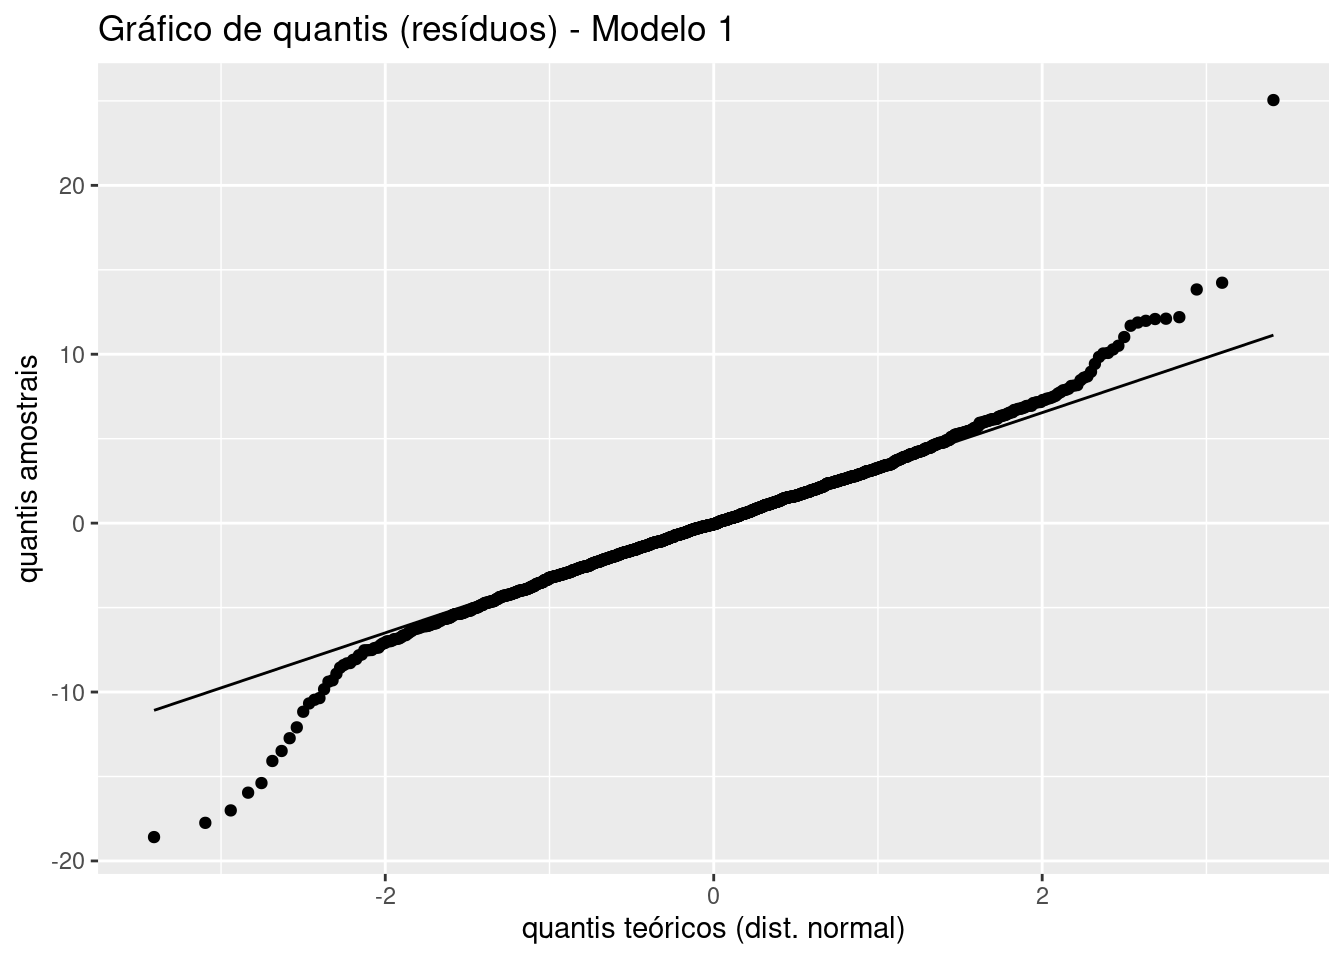 Gráfico de quantis (resíduos) - Modelo 1
quantis amostrais
20
10
0
-10
-20
-2
0
2
quantis teóricos (dist. normal)